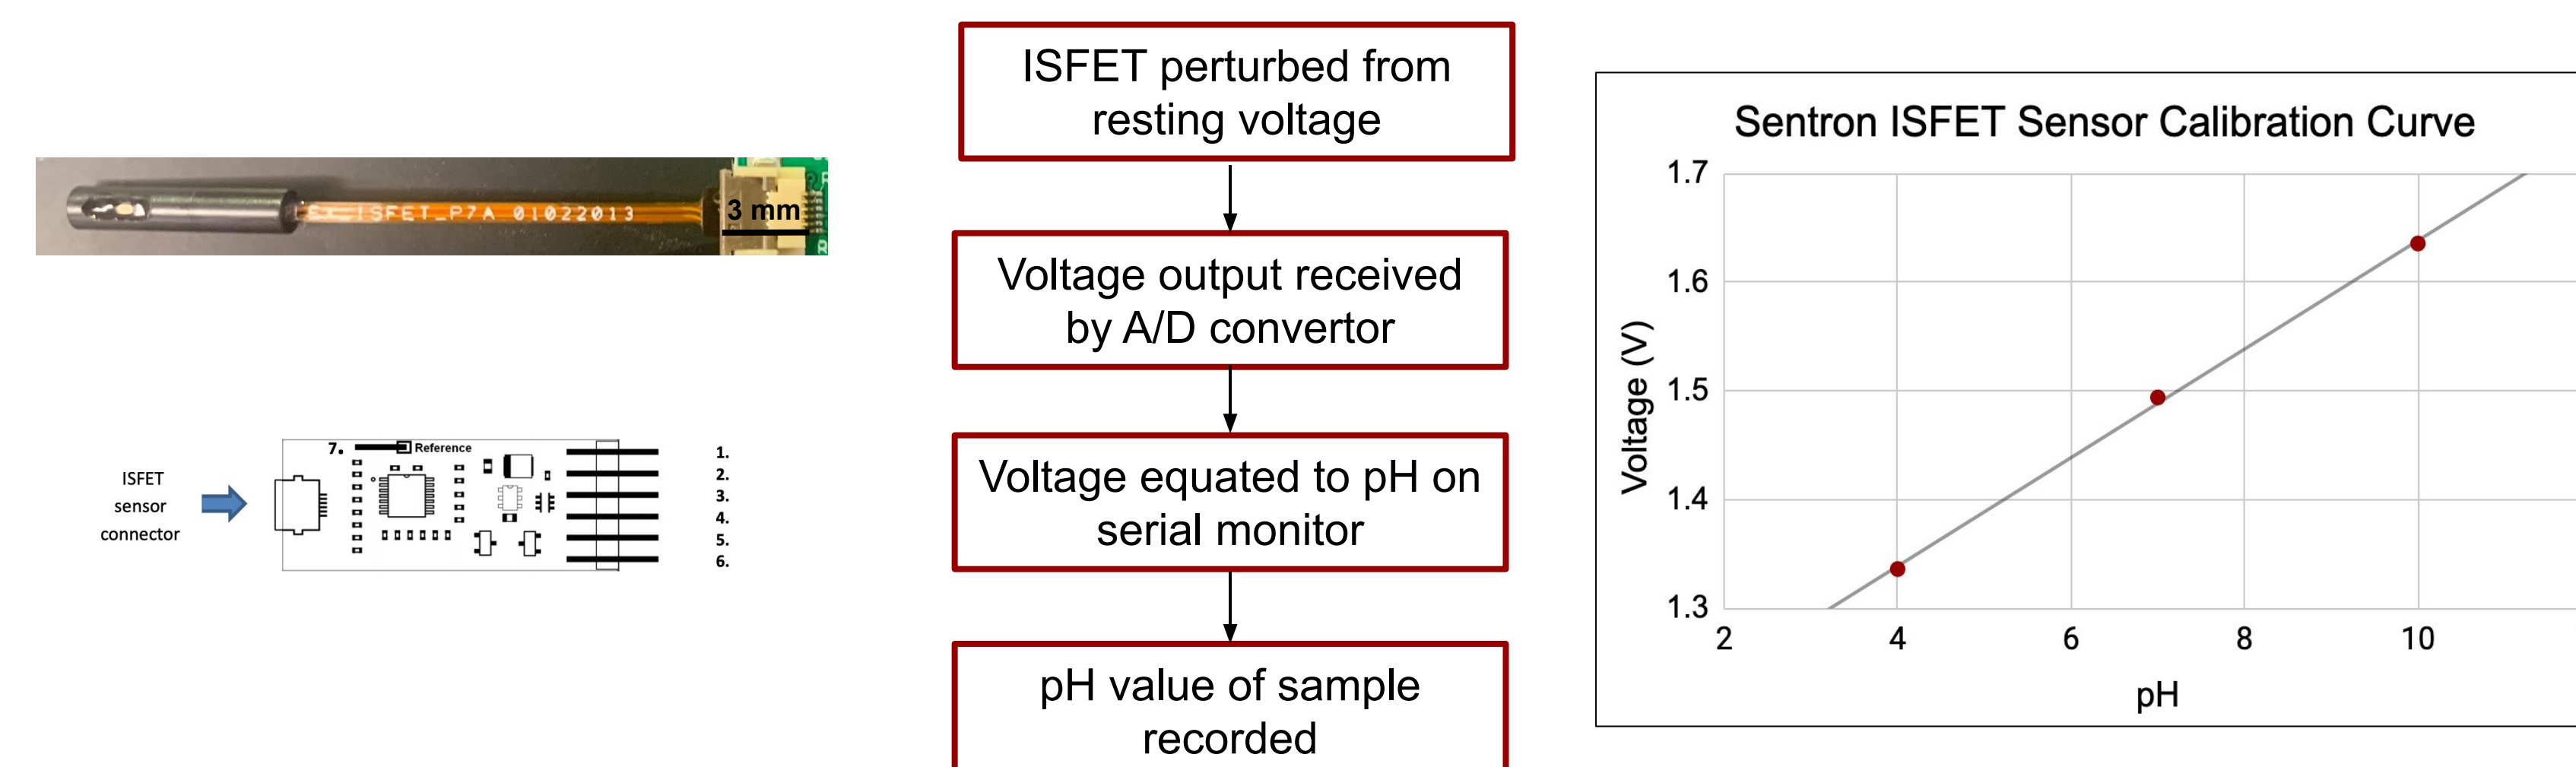 ISFET_P7A 01022013
3 mm
ISFET
sensor
connector
7.
Reference
1.
2.
3.
4.
5.
6.
ISFET perturbed from
resting voltage
Voltage output received
by A/D convertor
Voltage equated to pH on
serial monitor
pH value of sample
recorded
Sentron ISFET Sensor Calibration Curve
Voltage (V)
1.7
1.6
1.5
1.4
1.3
2 4 6 8 10
pH